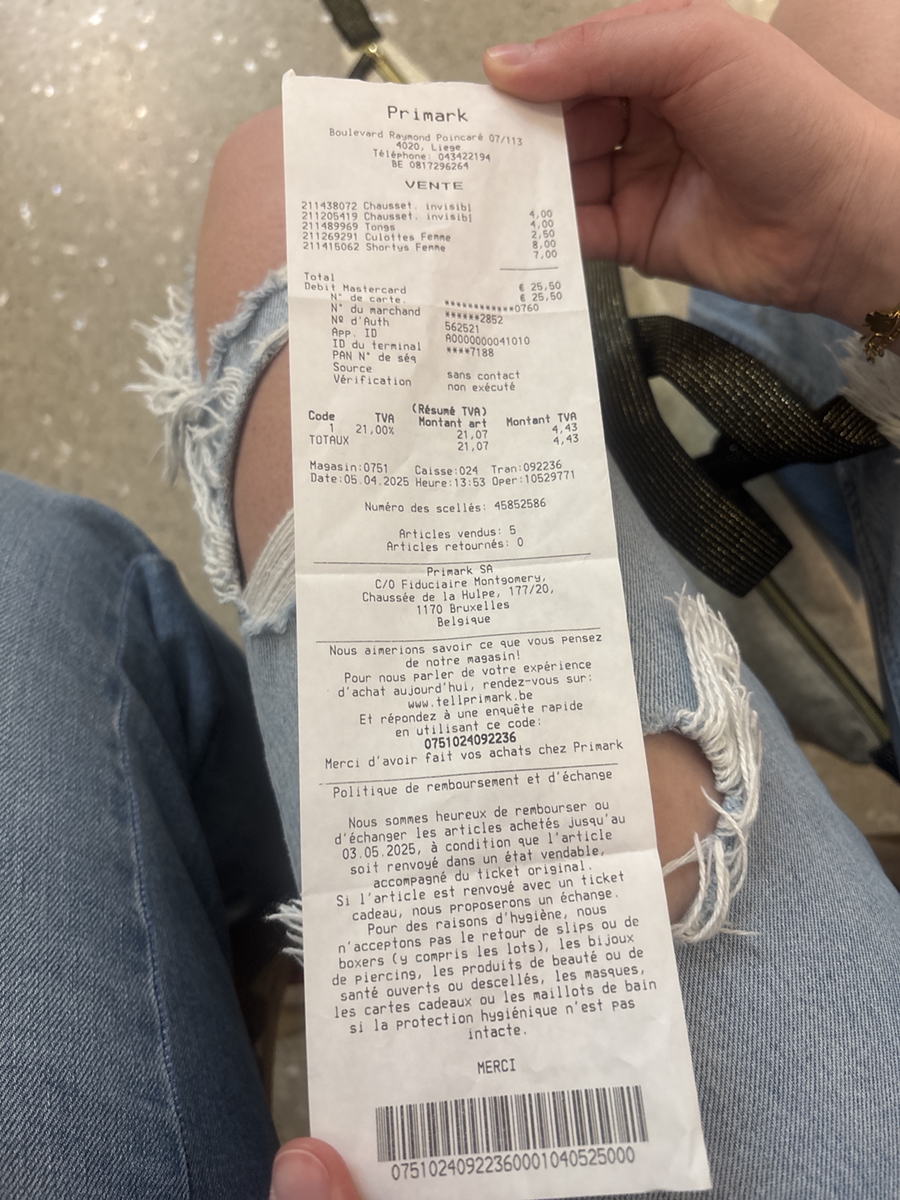 Primark
Boulevard Raymond Poincaré 07/113
4020, Liege
Téléphone: 043422194
BE 0817296264
VENTE
211438072 Chausset. invisibl 4,00
211205419 Chausset. invisibl 4,00
211489969 Tongs 2,50
211269291 Culottes Femme 8,00
211415062 Shortys Femme 7,00
Total € 25,50
Debit Mastercard € 25,50
N° de carte. ************0760
N° du marchand ******2852
Nº d'Auth 562521
App. ID A0000000041010
ID du terminal ****7188
PAN N° de séq
Source sans contact
Vérification non exécuté
(Résumé TVA)
Code TVA Montant art Montant TVA
1 21,00% 21,07 4,43
TOTAUX 21,07 4,43
Magasin:0751 Caisse:024 Tran:092236
Date:05.04.2025 Heure:13:53 Oper:10529771
Numéro des scellés: 45852586
Articles vendus: 5
Articles retournés: 0
Primark SA
C/O Fiduciaire Montgomery,
Chaussée de la Hulpe, 177/20,
1170 Bruxelles
Belgique
Nous aimerions savoir ce que vous pensez
de notre magasin!
Pour nous parler de votre expérience
d'achat aujourd'hui, rendez-vous sur:
www.tellprimark.be
Et répondez à une enquête rapide
en utilisant ce code:
0751024092236
Merci d'avoir fait vos achats chez Primark
Politique de remboursement et d'échange
Nous sommes heureux de rembourser ou
d'échanger les articles achetés jusqu'au
03.05.2025, à condition que l'article
soit renvoyé dans un état vendable,
accompagné du ticket original.
Si l'article est renvoyé avec un ticket
cadeau, nous proposerons un échange.
Pour des raisons d'hygiène, nous
n'acceptons pas le retour de slips ou de
boxers (y compris les lots), les bijoux
de piercing, les produits de beauté ou de
santé ouverts ou descellés, les masques,
les cartes cadeaux ou les maillots de bain
si la protection hygiénique n'est pas
intacte.
MERCI
07510240922360001040525000